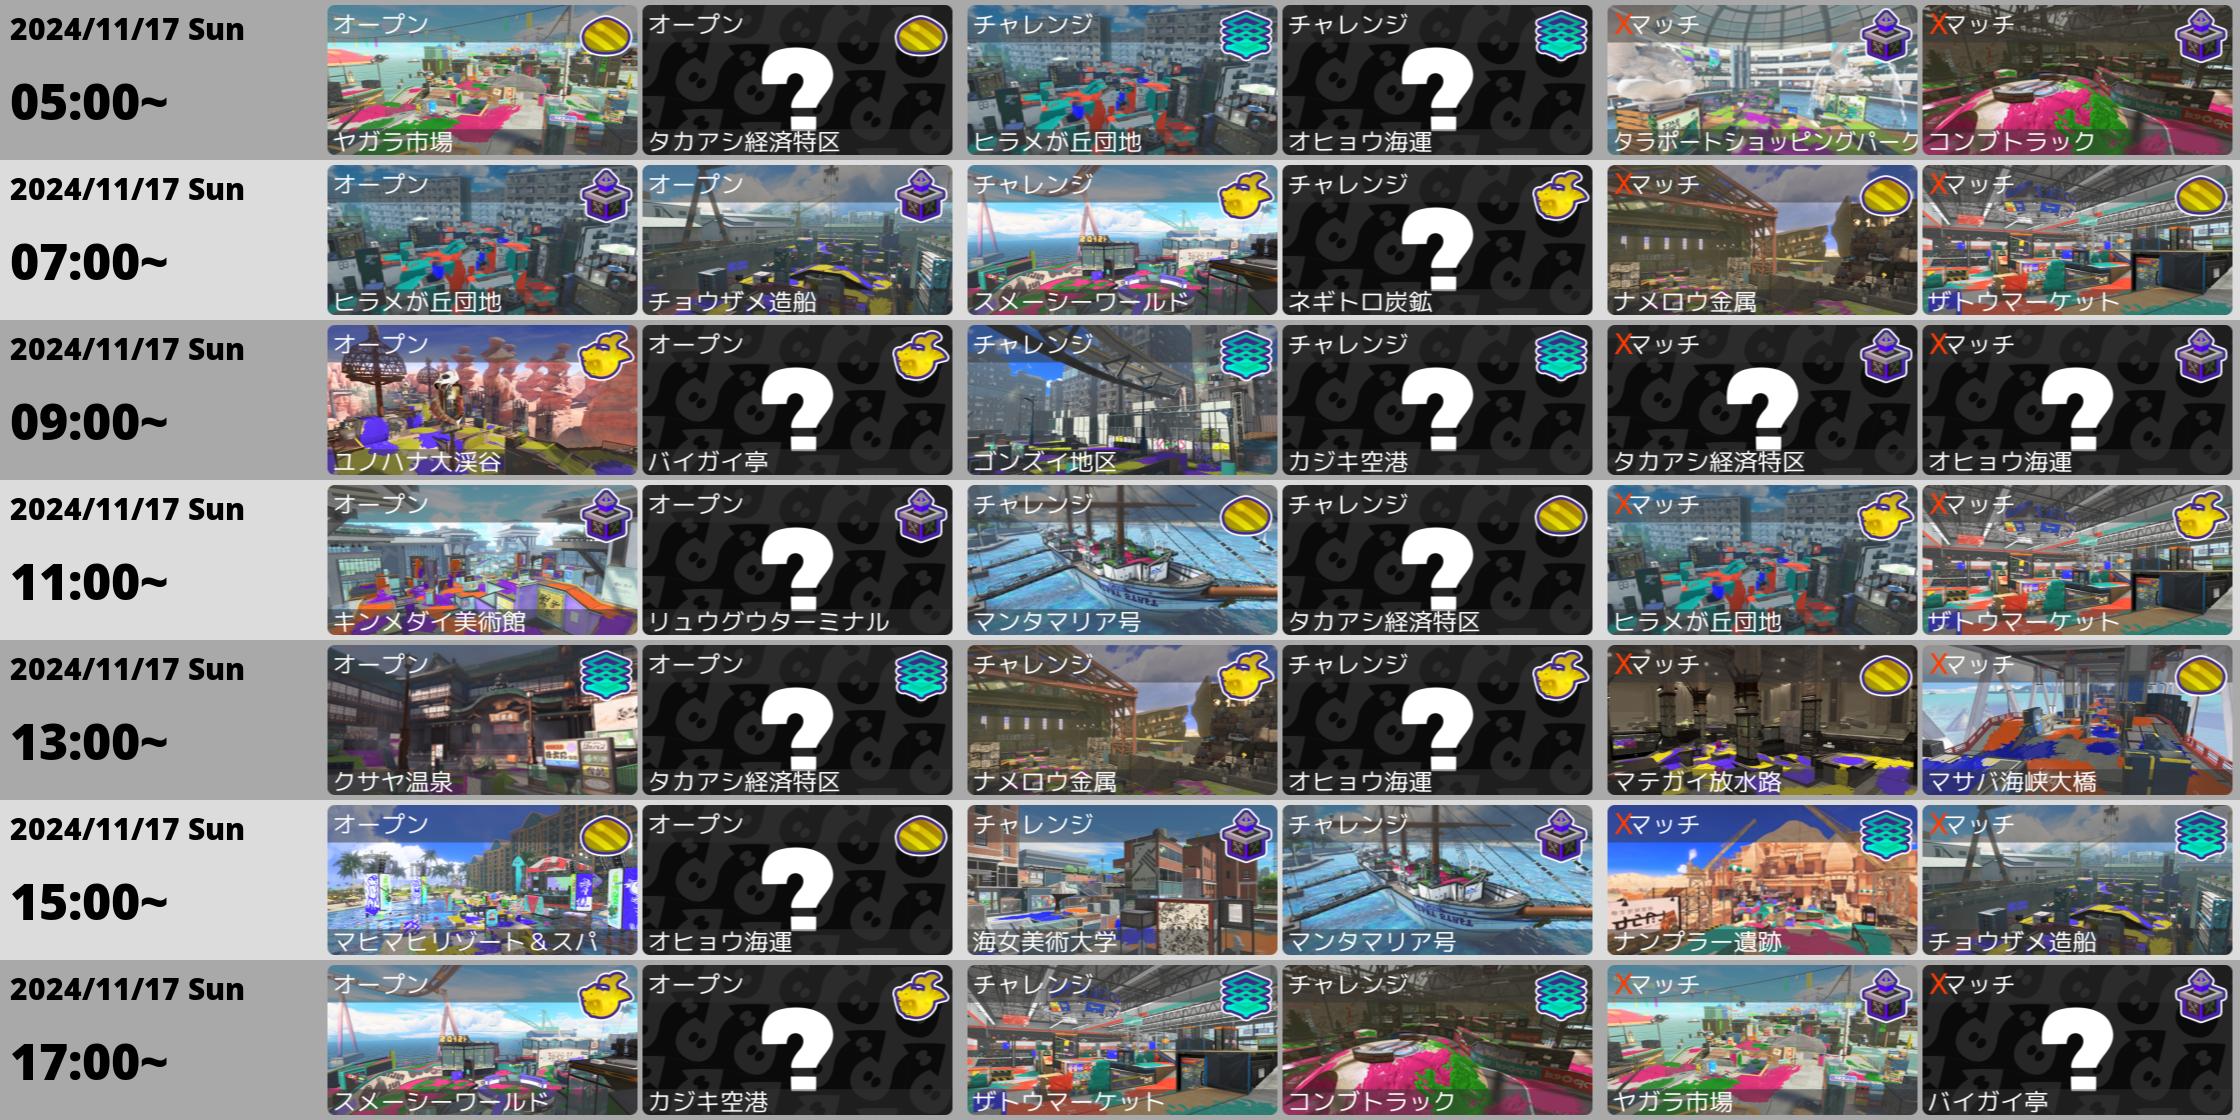 2024/11/17 Sun
05:00~
オープン
ヤガラ市場
オープン
タカアシ経済特区
チャレンジ
ヒラメが丘団地
チャレンジ
オヒョウ海運
Xマッチ
タラポートショッピングパーク
Xマッチ
コンブトラック
2024/11/17 Sun
07:00~
オープン
ヒラメが丘団地
オープン
チョウザメ造船
チャレンジ
スメーシーワールド
チャレンジ
ネギトロ炭鉱
Xマッチ
ナメロウ金属
Xマッチ
ザトウマーケット
2024/11/17 Sun
09:00~
オープン
ユノハナ大渓谷
オープン
バイガイ亭
チャレンジ
ゴンズイ地区
チャレンジ
カジキ空港
Xマッチ
タカアシ経済特区
Xマッチ
オヒョウ海運
2024/11/17 Sun
11:00~
オープン
キンメダイ美術館
オープン
リュウグウターミナル
チャレンジ
マンタマリア号
チャレンジ
タカアシ経済特区
Xマッチ
ヒラメが丘団地
Xマッチ
ザトウマーケット
2024/11/17 Sun
13:00~
オープン
クサヤ温泉
オープン
タカアシ経済特区
チャレンジ
ナメロウ金属
チャレンジ
オヒョウ海運
Xマッチ
マテガイ放水路
Xマッチ
マサバ海峡大橋
2024/11/17 Sun
15:00~
オープン
マヒマヒリゾート＆スパ
オープン
オヒョウ海運
チャレンジ
海女美術大学
チャレンジ
マンタマリア号
Xマッチ
ナンプラー遺跡
Xマッチ
チョウザメ造船
2024/11/17 Sun
17:00~
オープン
スメーシーワールド
オープン
カジキ空港
チャレンジ
ザトウマーケット
チャレンジ
コンブトラック
Xマッチ
ヤガラ市場
Xマッチ
バイガイ亭